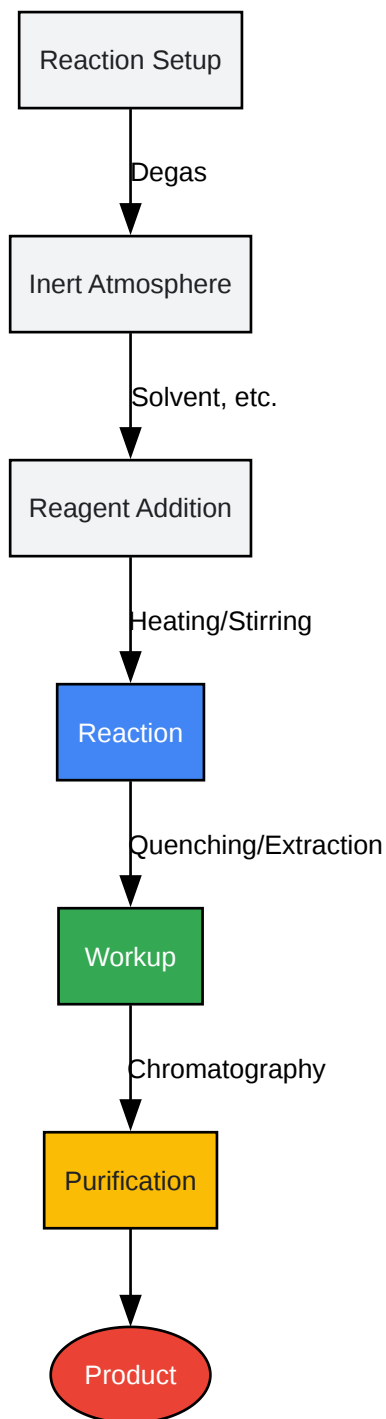 Reaction Setup
Degas
Inert Atmosphere
Solvent, etc.
Reagent Addition
Heating/Stirring
Reaction
Quenching/Extraction
Workup
Chromatography
Purification
Product